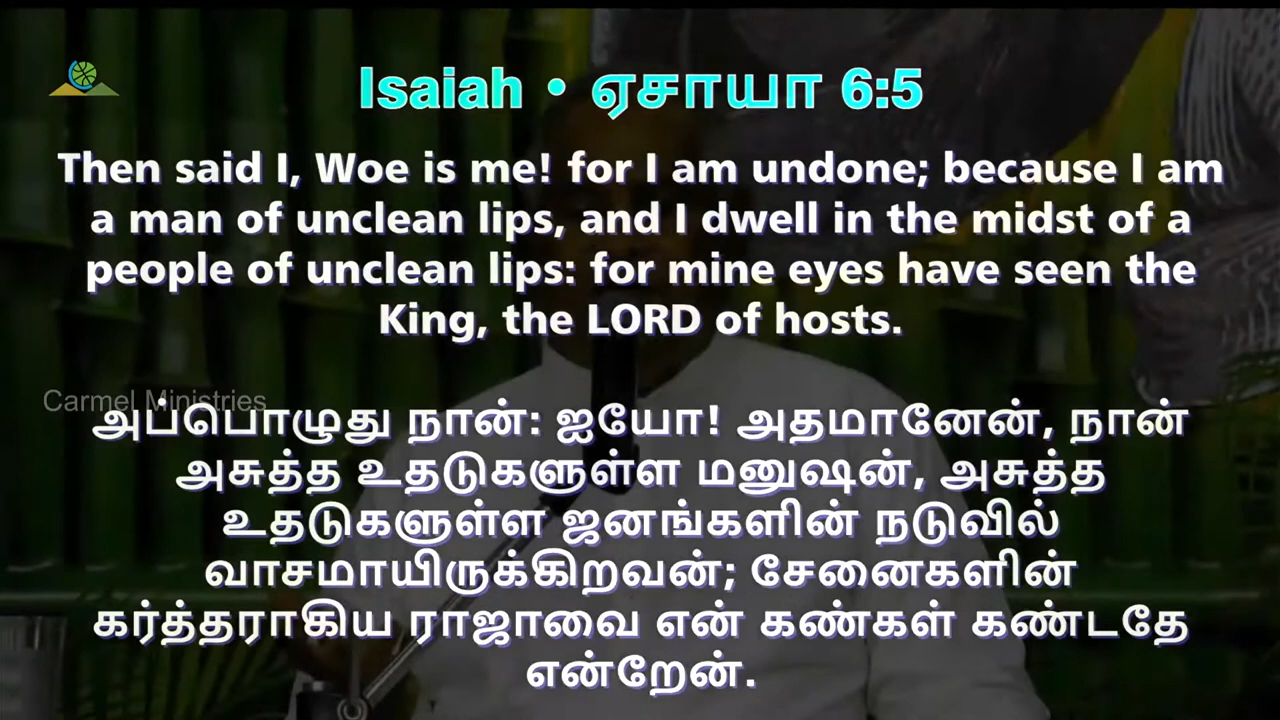 Isaiah • ஏசாயா 6:5
Then said I, Woe is me! for I am undone; because I am
a man of unclean lips, and I dwell in the midst of a
people of unclean lips: for mine eyes have seen the
King, the LORD of hosts.
Carmel Ministries
அப்பொழுது நான்: ஐயோ! அதமானேன், நான்
அசுத்த உதடுகளுள்ள மனுஷன், அசுத்த
உதடுகளுள்ள ஜனங்களின் நடுவில்
வாசமாயிருக்கிறவன்; சேனைகளின்
கர்த்தராகிய ராஜாவை என் கண்கள் கண்டதே
என்றேன்.